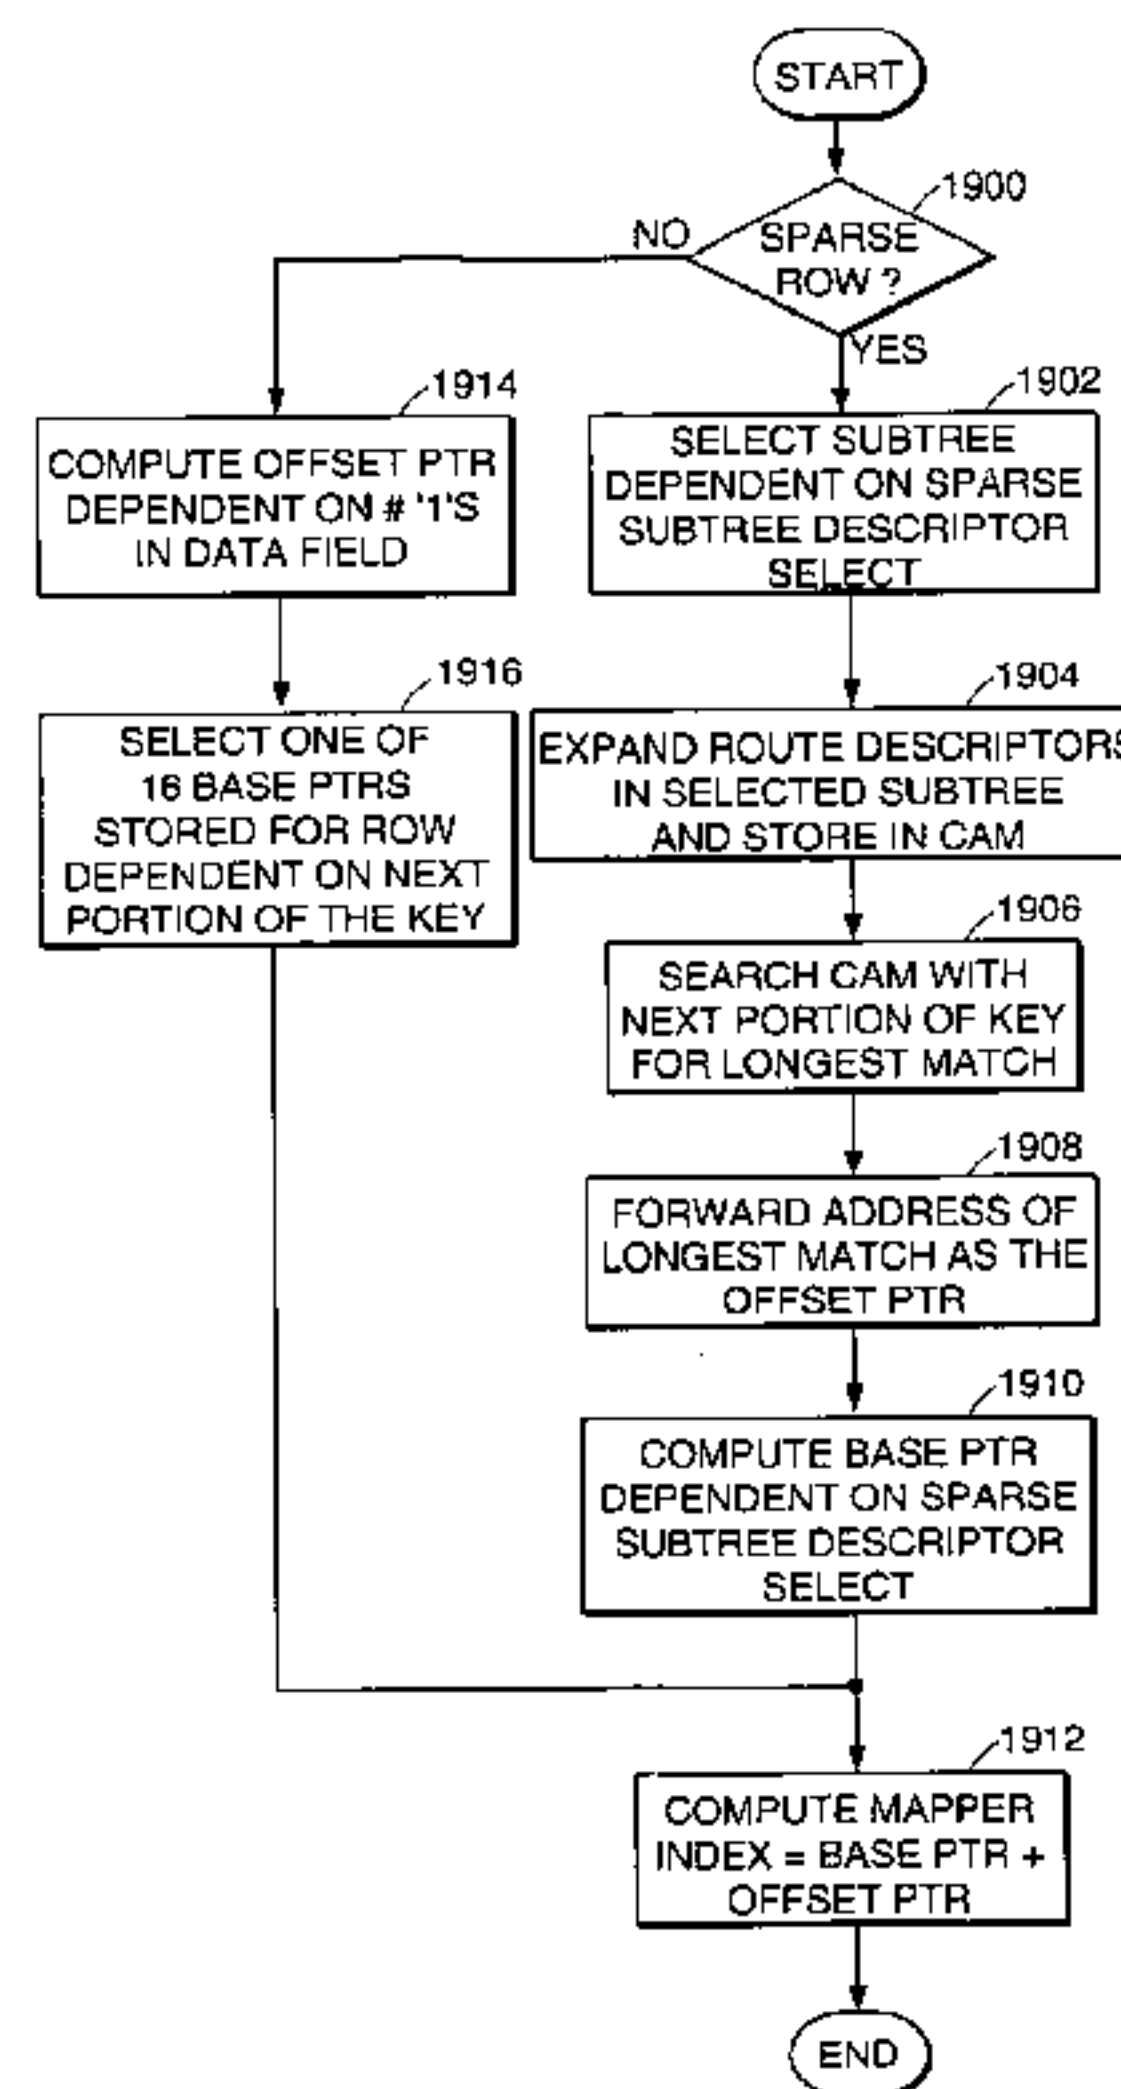 START
1900
SPARSE
ROW ?
NO
YES
1914
COMPUTE OFFSET PTR
DEPENDENT ON # '1'S
IN DATA FIELD
1902
SELECT SUBTREE
DEPENDENT ON SPARSE
SUBTREE DESCRIPTOR
SELECT
1916
SELECT ONE OF
16 BASE PTRS
STORED FOR ROW
DEPENDENT ON NEXT
PORTION OF THE KEY
1904
EXPAND ROUTE DESCRIPTORS
IN SELECTED SUBTREE
AND STORE IN CAM
1906
SEARCH CAM WITH
NEXT PORTION OF KEY
FOR LONGEST MATCH
1908
FORWARD ADDRESS OF
LONGEST MATCH AS THE
OFFSET PTR
1910
COMPUTE BASE PTR
DEPENDENT ON SPARSE
SUBTREE DESCRIPTOR
SELECT
1912
COMPUTE MAPPER
INDEX = BASE PTR +
OFFSET PTR
END